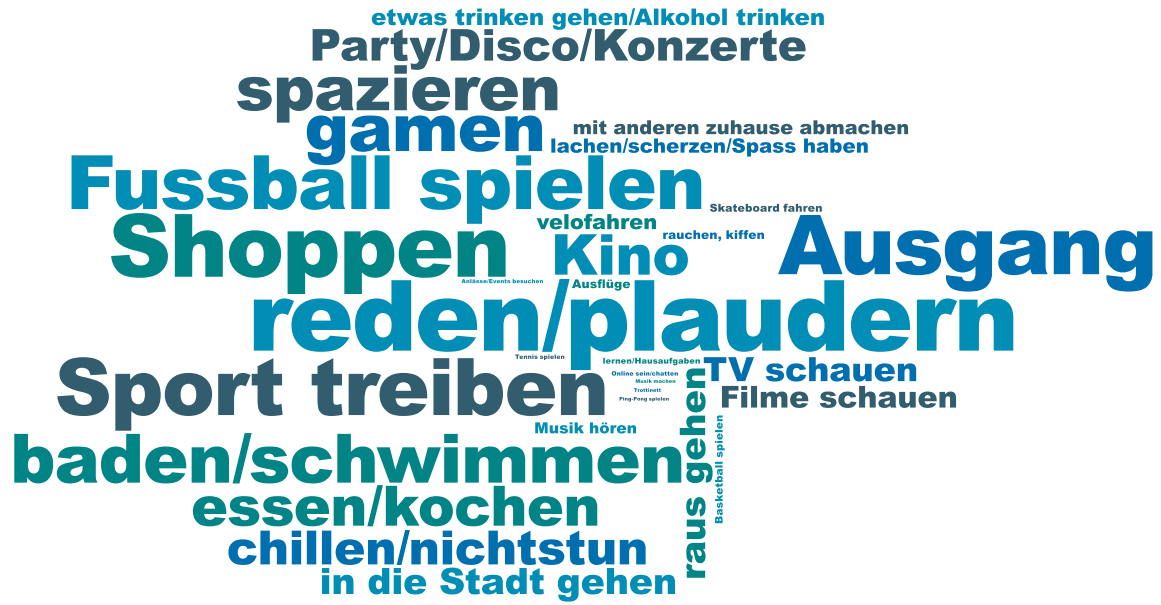 etwas trinken gehen/Alkohol trinken
Party/Disco/Konzerte
spazieren
gamen
mit anderen zuhause abmachen
lachen/scherzen/Spass haben
Fussball spielen
Skateboard fahren
Shoppen
velofahren
rauchen, kiffen
Ausgang
Kino
Anlässe/Events besuchen
Ausflüge
reden/plaudern
Tennis spielen
lernen/Hausaufgaben
TV schauen
Sport treiben
Online sein/chatten
Musik machen
Trottinett
Ping-Pong spielen
Filme schauen
Musik hören
raus gehen
Basketball spielen
baden/schwimmen
essen/kochen
chillen/nichtstun
in die Stadt gehen